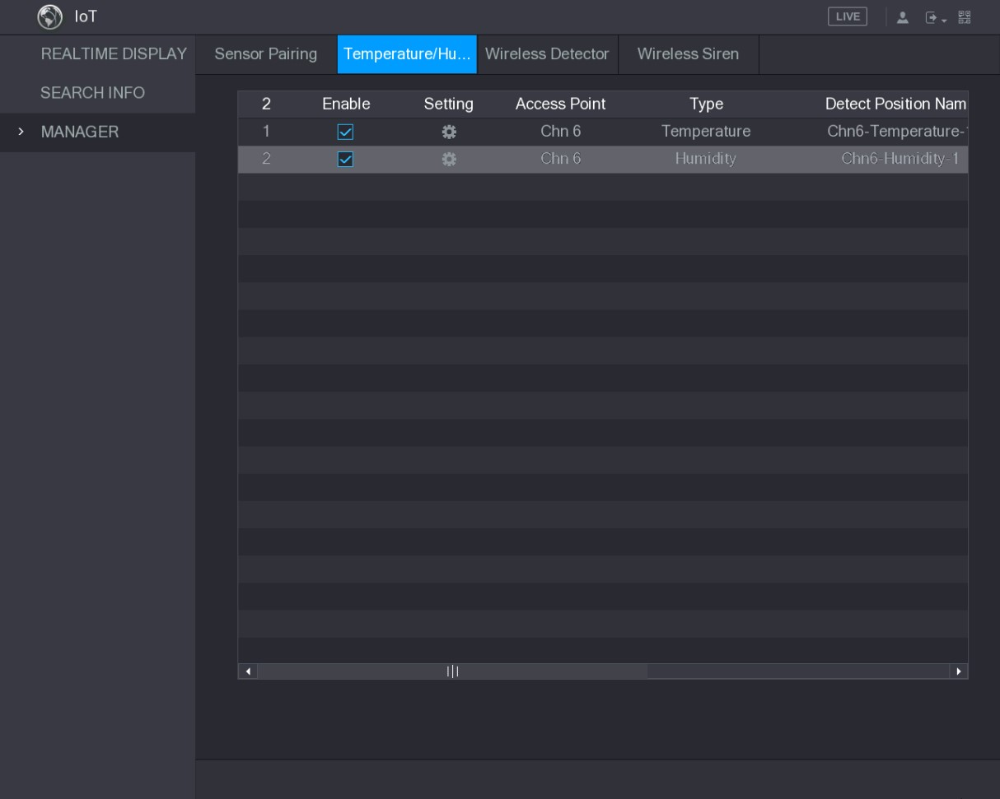 IoT
LIVE
REALTIME DISPLAY
SEARCH INFO
MANAGER
Sensor Pairing Temperature/Hu... Wireless Detector Wireless Siren
2 Enable Setting Access Point Type Detect Position Nam
1 Chn 6 Temperature Chn6-Temperature-
2 Chn 6 Humidity Chn6-Humidity-1